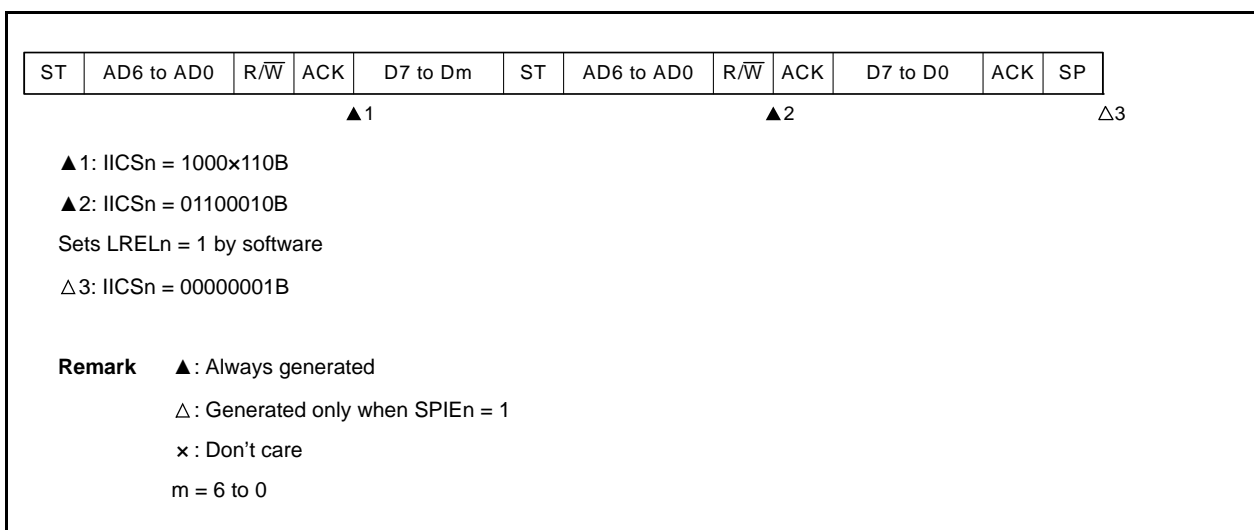 ST AD6 to AD0 R/W̅ ACK D7 to Dm ST AD6 to AD0 R/W̅ ACK D7 to D0 ACK SP
▲1 ▲2 △3
▲1: IICSn = 1000×110B
▲2: IICSn = 01100010B
Sets LRELn = 1 by software
△3: IICSn = 00000001B
Remark ▲: Always generated
△: Generated only when SPIEn = 1
×: Don't care
m = 6 to 0